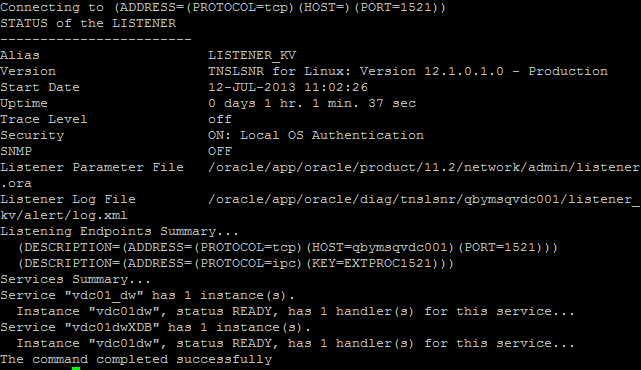 Connecting to (ADDRESS=(PROTOCOL=tcp)(HOST=)(PORT=1521))
STATUS of the LISTENER
------------------------
Alias                     LISTENER_KV
Version                   TNSLSNR for Linux: Version 12.1.0.1.0 - Production
Start Date                12-JUL-2013 11:02:26
Uptime                    0 days 1 hr. 1 min. 37 sec
Trace Level               off
Security                  ON: Local OS Authentication
SNMP                      OFF
Listener Parameter File   /oracle/app/oracle/product/11.2/network/admin/listener
.ora
Listener Log File         /oracle/app/oracle/diag/tnslsnr/qbymsqvdc001/listener_
kv/alert/log.xml
Listening Endpoints Summary...
  (DESCRIPTION=(ADDRESS=(PROTOCOL=tcp)(HOST=qbymsqvdc001)(PORT=1521)))
  (DESCRIPTION=(ADDRESS=(PROTOCOL=ipc)(KEY=EXTPROC1521)))
Services Summary...
Service "vdc01_dw" has 1 instance(s).
  Instance "vdc01dw", status READY, has 1 handler(s) for this service...
Service "vdc01dwXDB" has 1 instance(s).
  Instance "vdc01dw", status READY, has 1 handler(s) for this service...
The command completed successfully